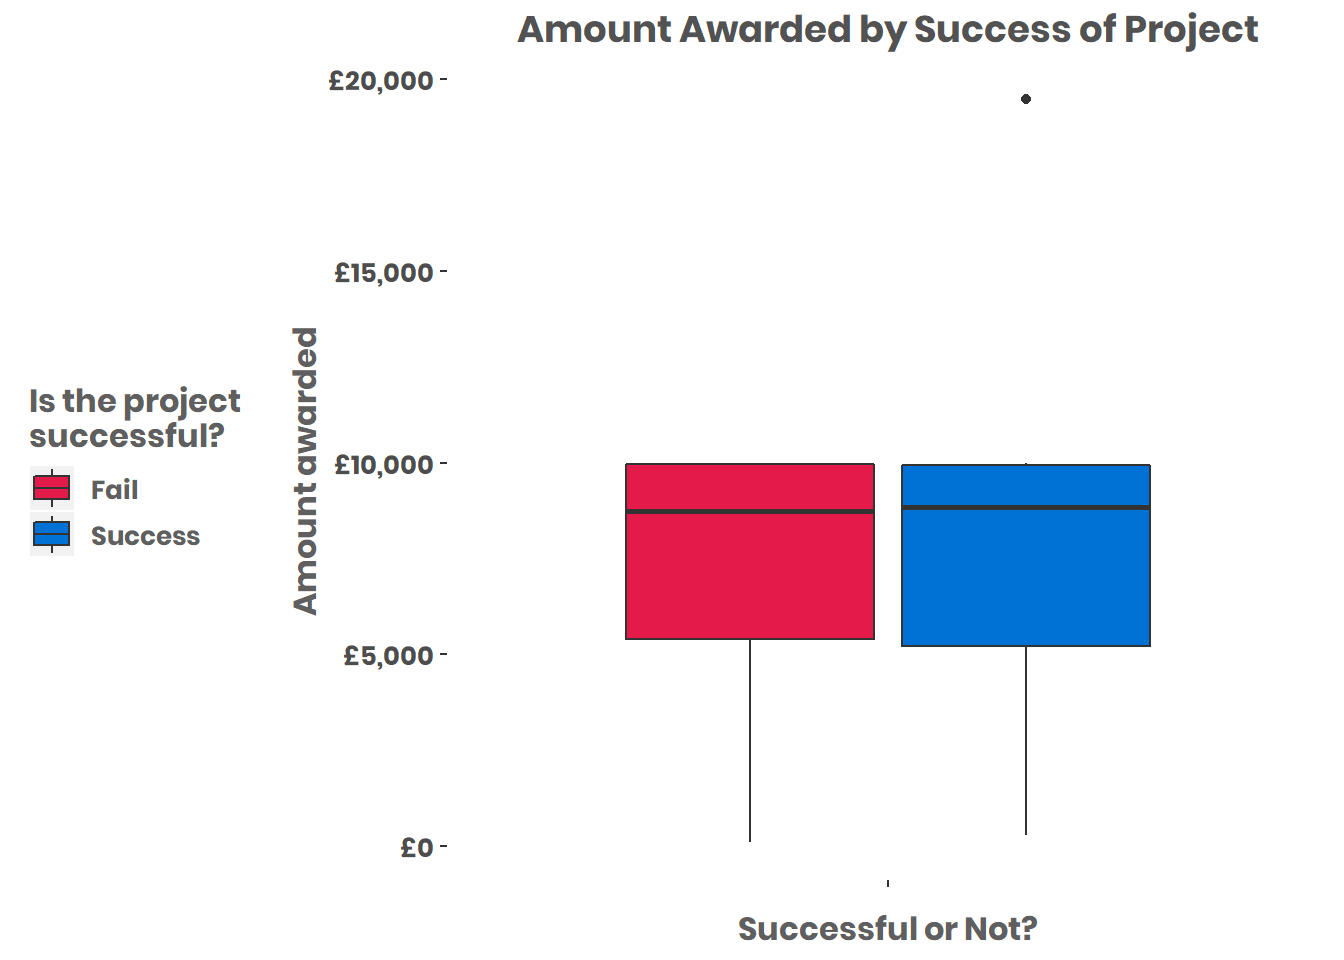 Amount Awarded by Success of Project
£20,000
£15,000
£10,000
£5,000
£0
Amount awarded
Successful or Not?
Is the project
successful?
Fail
Success